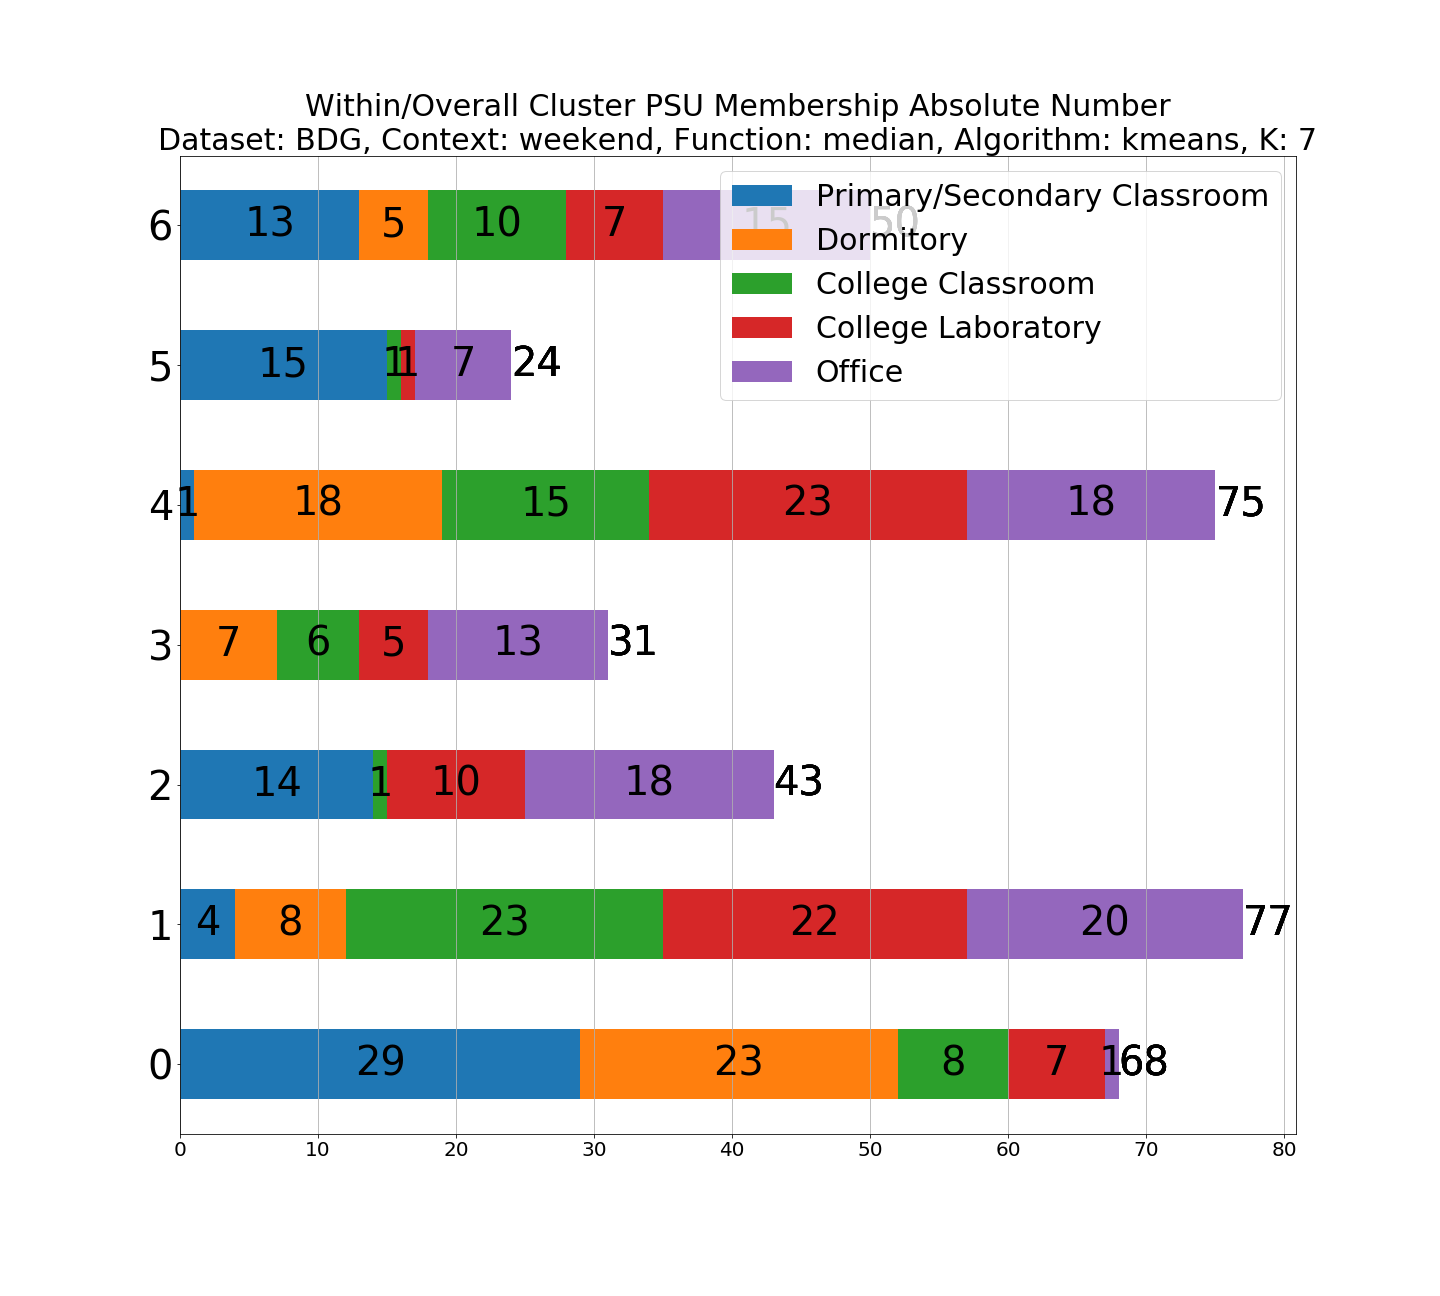 Within/Overall Cluster PSU Membership Absolute Number
Dataset: BDG, Context: weekend, Function: median, Algorithm: kmeans, K: 7
Primary/Secondary Classroom
Dormitory
College Classroom
College Laboratory
Office
6 13 5 10 7 15 50
5 15 1 1 7 24
4 1 18 15 23 18 75
3 7 6 5 13 31
2 14 1 10 18 43
1 4 8 23 22 20 77
0 29 23 8 7 1 68
0 10 20 30 40 50 60 70 80